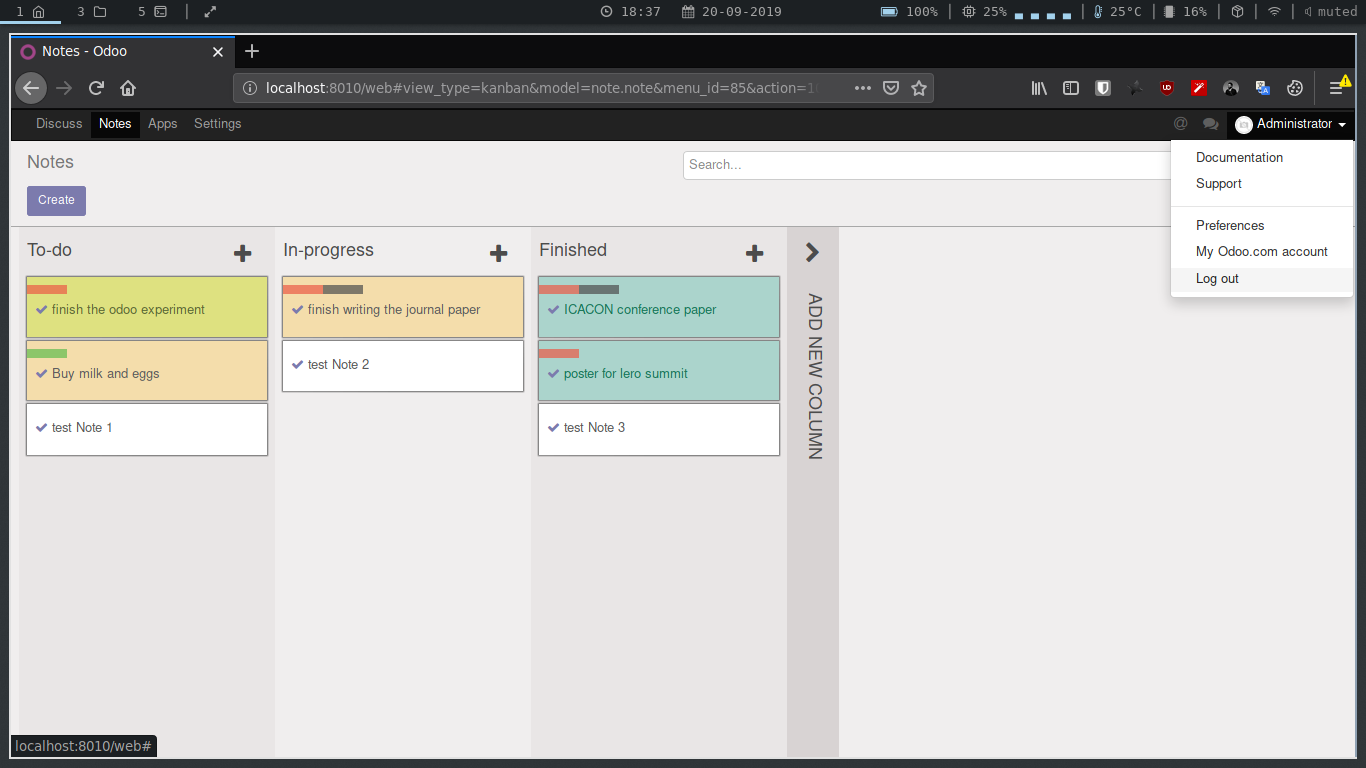 1 3 5 18:37 20-09-2019 100% 25% 25°C 16% muted
Notes - Odoo
localhost:8010/web#view_type=kanban&model=note.note&menu_id=85&action=1
Discuss Notes Apps Settings Administrator
Notes
Search...
Create
Documentation
Support
Preferences
My Odoo.com account
Log out
To-do
finish the odoo experiment
Buy milk and eggs
test Note 1
In-progress
finish writing the journal paper
test Note 2
Finished
ICACON conference paper
poster for lero summit
test Note 3
ADD NEW COLUMN
localhost:8010/web#